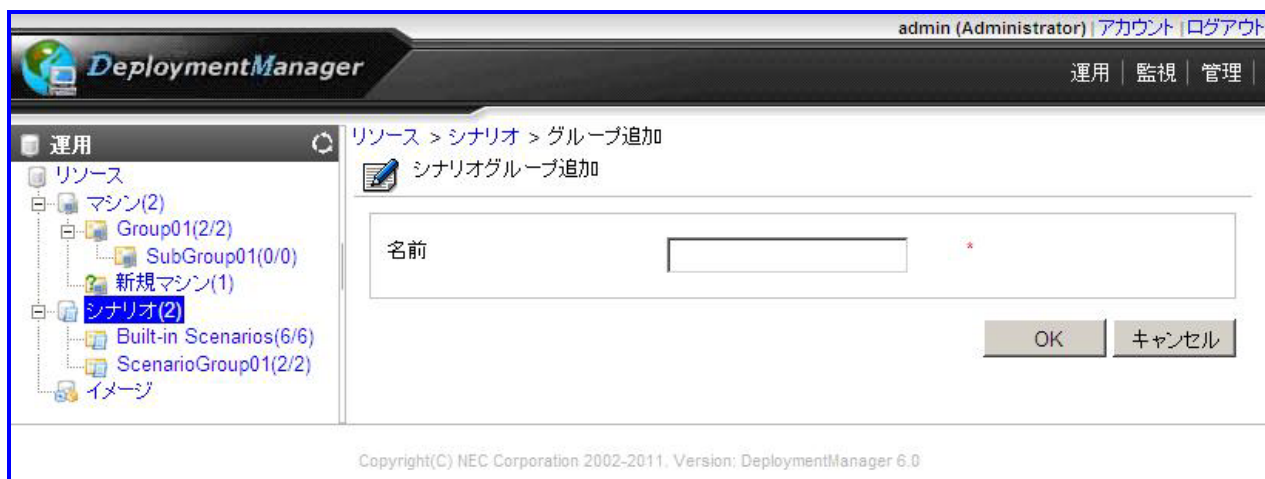 admin (Administrator) | アカウント | ログアウト
DeploymentManager
運用 | 監視 | 管理 |
運用
リソース
マシン(2)
Group01(2/2)
SubGroup01(0/0)
新規マシン(1)
シナリオ(2)
Built-in Scenarios(6/6)
ScenarioGroup01(2/2)
イメージ
リソース > シナリオ > グループ追加
シナリオグループ追加
名前 *
OK キャンセル
Copyright(C) NEC Corporation 2002-2011. Version: DeploymentManager 6.0